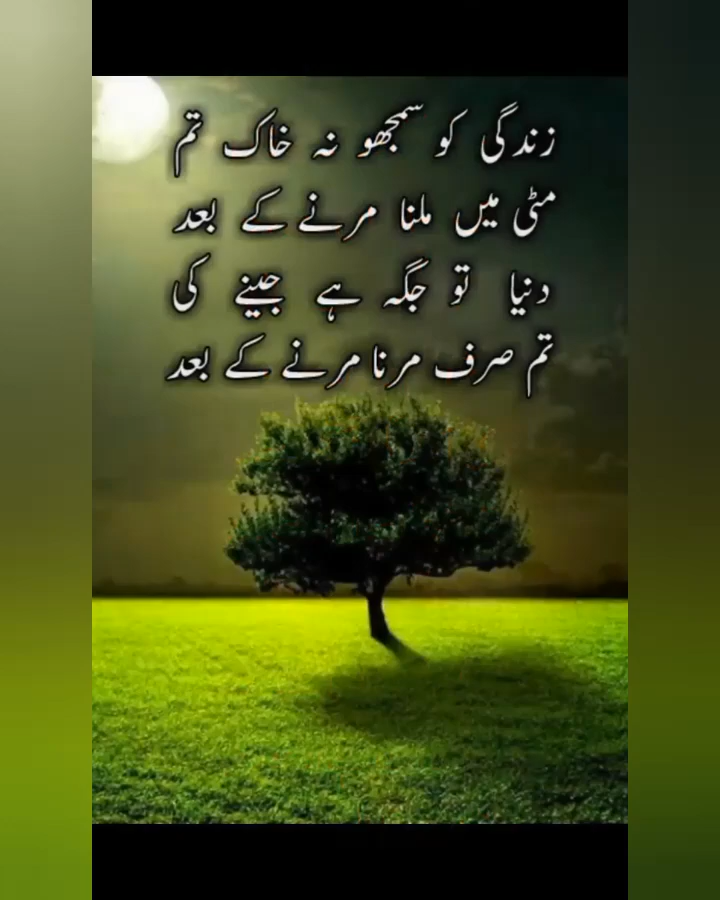 زندگی کو سمجھو نہ خاک تم
مٹی میں ملنا مرنے کے بعد
دنیا تو جگہ ہے جینے کی
تم صرف مرنا مرنے کے بعد